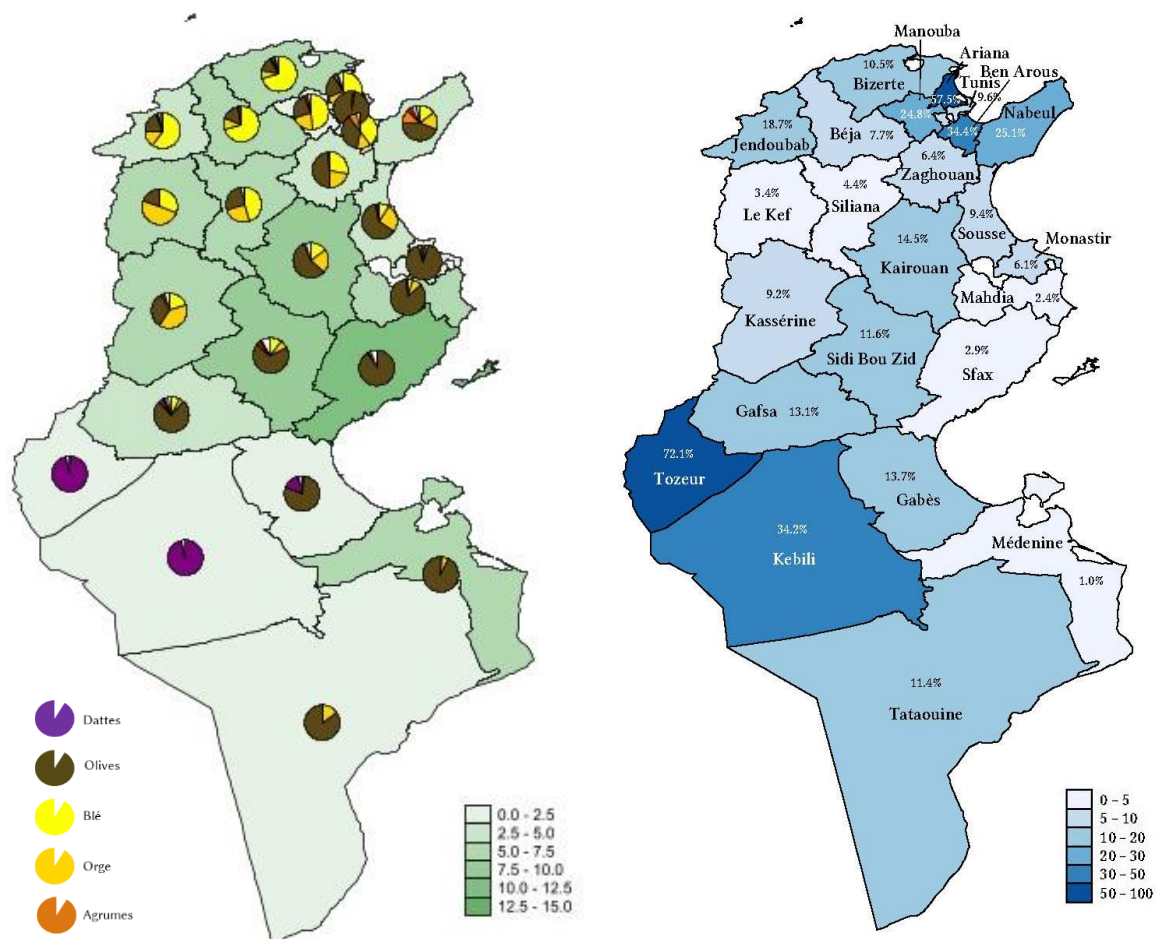 Dattes
Olives
Blé
Orge
Agrumes
0.0 - 2.5
2.5 - 5.0
5.0 - 7.5
7.5 - 10.0
10.0 - 12.5
12.5 - 15.0
Manouba
Ariana
Tunis
Ben Arous
10.5%
Bizerte
57.5%
9.6%
Nabeul
24.8%
34.4%
25.1%
18.7%
Jendoubab
Béja
7.7%
6.4%
Zaghouan
3.4%
Le Kef
4.4%
Siliana
9.4%
Sousse
14.5%
Kairouan
Monastir
6.1%
9.2%
Kassérine
Mahdia
2.4%
11.6%
Sidi Bou Zid
2.9%
Sfax
Gafsa
13.1%
72.1%
Tozeur
13.7%
Gabès
34.2%
Kebili
Médenine
1.0%
11.4%
Tataouine
0 – 5
5 – 10
10 – 20
20 – 30
30 – 50
50 – 100